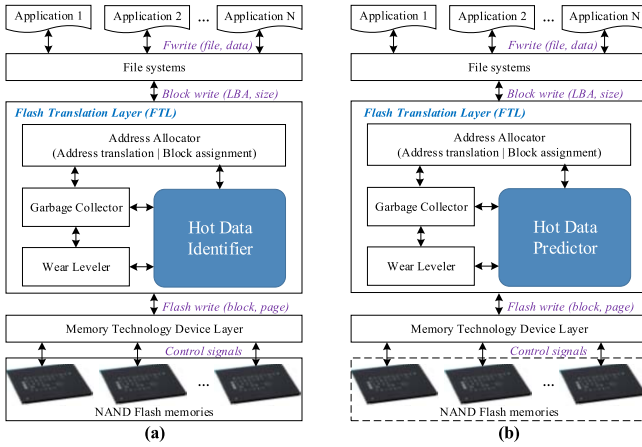 Application 1
Application 2
...
Application N
Fwrite (file, data)
File systems
Block write (LBA, size)
Flash Translation Layer (FTL)
Address Allocator
(Address translation | Block assignment)
Garbage Collector
Hot Data
Identifier
Wear Leveler
Flash write (block, page)
Memory Technology Device Layer
Control signals
...
NAND Flash memories
(a)
Application 1
Application 2
...
Application N
Fwrite (file, data)
File systems
Block write (LBA, size)
Flash Translation Layer (FTL)
Address Allocator
(Address translation | Block assignment)
Garbage Collector
Hot Data
Predictor
Wear Leveler
Flash write (block, page)
Memory Technology Device Layer
Control signals
...
NAND Flash memories
(b)